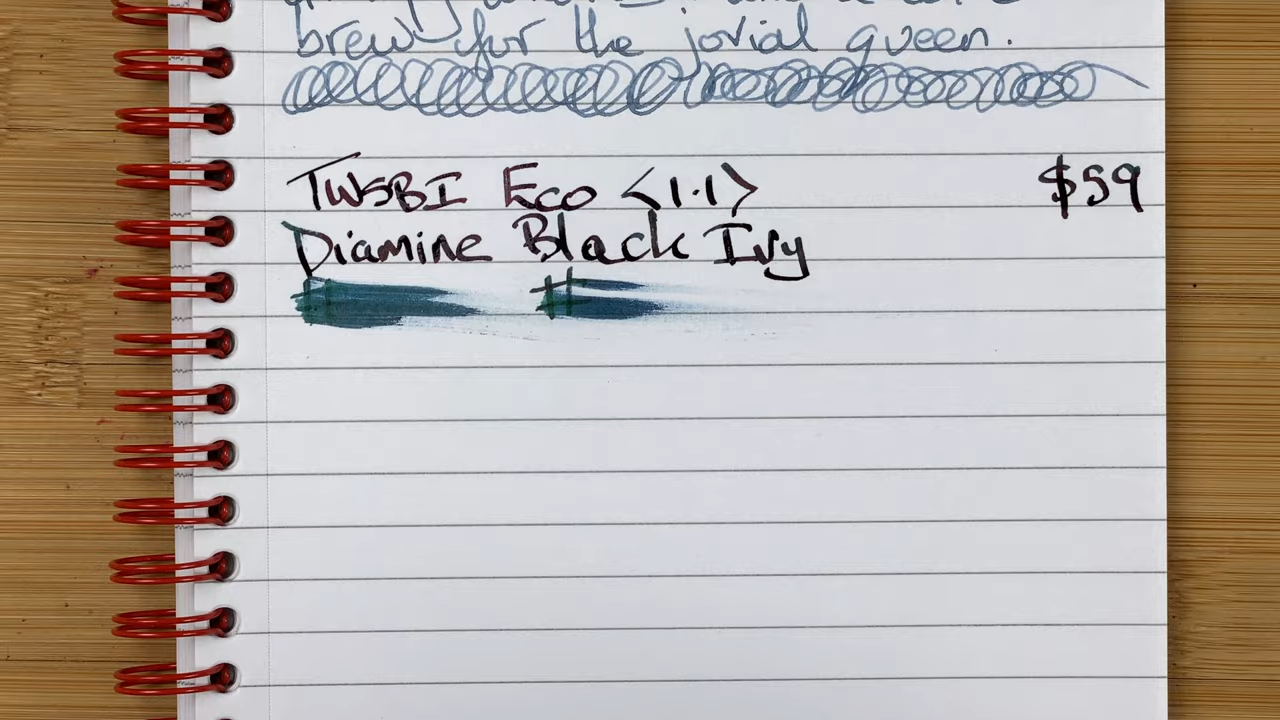 brew for the jovial queen.
TWSBI Eco <1.1> $59
Diamine Black Ivy